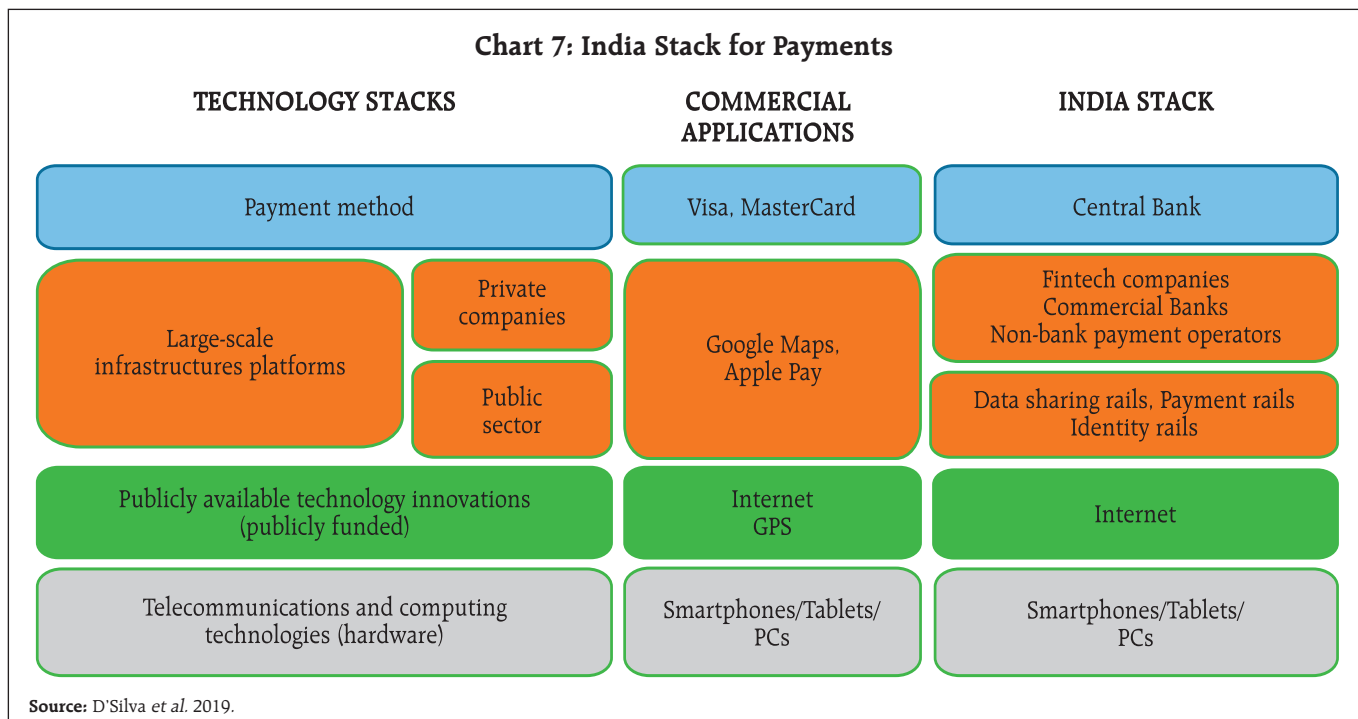 Chart 7: India Stack for Payments
TECHNOLOGY STACKS
COMMERCIAL
APPLICATIONS
INDIA STACK
Payment method
Visa, MasterCard
Central Bank
Large-scale
infrastructures platforms
Private
companies
Public
sector
Google Maps,
Apple Pay
Fintech companies
Commercial Banks
Non-bank payment operators
Data sharing rails, Payment rails
Identity rails
Publicly available technology innovations
(publicly funded)
Internet
GPS
Internet
Telecommunications and computing
technologies (hardware)
Smartphones/Tablets/
PCs
Smartphones/Tablets/
PCs
Source: D'Silva et al. 2019.